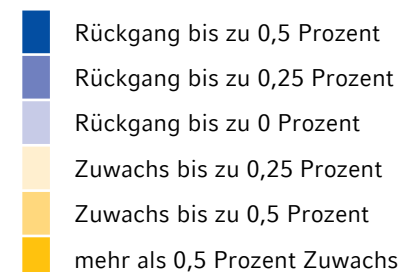 Rückgang bis zu 0,5 Prozent
Rückgang bis zu 0,25 Prozent
Rückgang bis zu 0 Prozent
Zuwachs bis zu 0,25 Prozent
Zuwachs bis zu 0,5 Prozent
mehr als 0,5 Prozent Zuwachs